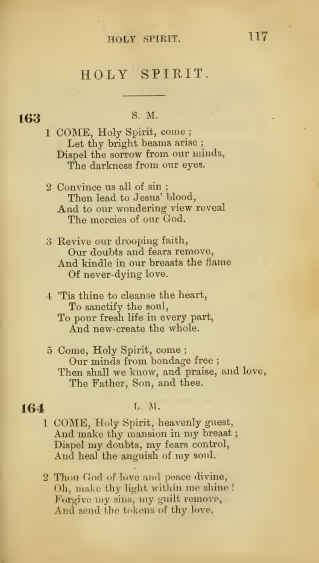 HOLY SPIRIT. 117
HOLY SPIRIT.
163 S. M.
1 COME, Holy Spirit, come ;
Let thy bright beams arise ;
Dispel the sorrow from our minds,
The darkness from our eyes.
2 Convince us all of sin ;
Then lead to Jesus' blood,
And to our wondering view reveal
The mercies of our God.
3 Revive our drooping faith,
Our doubts and fears remove,
And kindle in our breasts the flame
Of never-dying love.
4 'Tis thine to cleanse the heart,
To sanctify the soul,
To pour fresh life in every part,
And new-create the whole.
5 Come, Holy Spirit, come ;
Our minds from bondage free ;
Then shall we know, and praise, and love,
The Father, Son, and thee.
164 L. M.
1 COME, Holy Spirit, heavenly guest,
And make thy mansion in my breast ;
Dispel my doubts, my fears control,
And heal the anguish of my soul.
2 Thou God of love and peace divine,
Oh, make thy light within me shine !
Forgive my sins, my guilt remove,
And send the tokens of thy love.